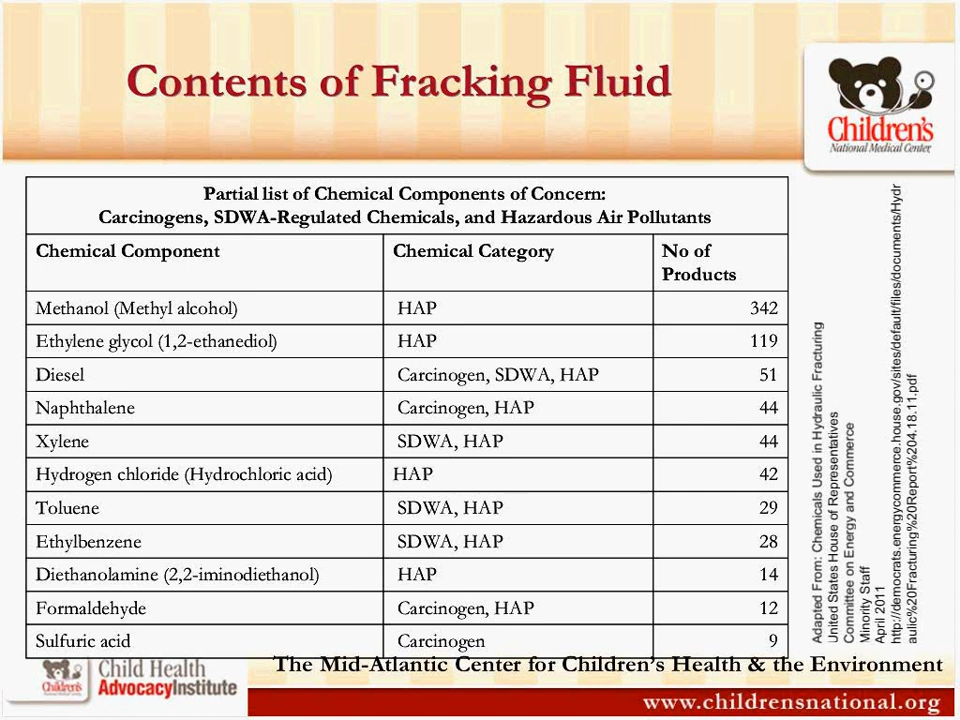 Contents of Fracking Fluid
Children's
National Medical Center
Partial list of Chemical Components of Concern:
Carcinogens, SDWA-Regulated Chemicals, and Hazardous Air Pollutants
Chemical Component Chemical Category No of Products
Methanol (Methyl alcohol) HAP 342
Ethylene glycol (1,2-ethanediol) HAP 119
Diesel Carcinogen, SDWA, HAP 51
Naphthalene Carcinogen, HAP 44
Xylene SDWA, HAP 44
Hydrogen chloride (Hydrochloric acid) HAP 42
Toluene SDWA, HAP 29
Ethylbenzene SDWA, HAP 28
Diethanolamine (2,2-iminodiethanol) HAP 14
Formaldehyde Carcinogen, HAP 12
Sulfuric acid Carcinogen 9
Adapted From: Chemicals Used in Hydraulic Fracturing
United States House of Representatives
Committee on Energy and Commerce
Minority Staff
April 2011
http://democrats.energycommerce.house.gov/sites/default/files/documents/Hydr
aulic%20Fracturing%20Report%204.18.11.pdf
The Mid-Atlantic Center for Children's Health & the Environment
Children's
Child Health
AdvocacyInstitute
www.childrensnational.org